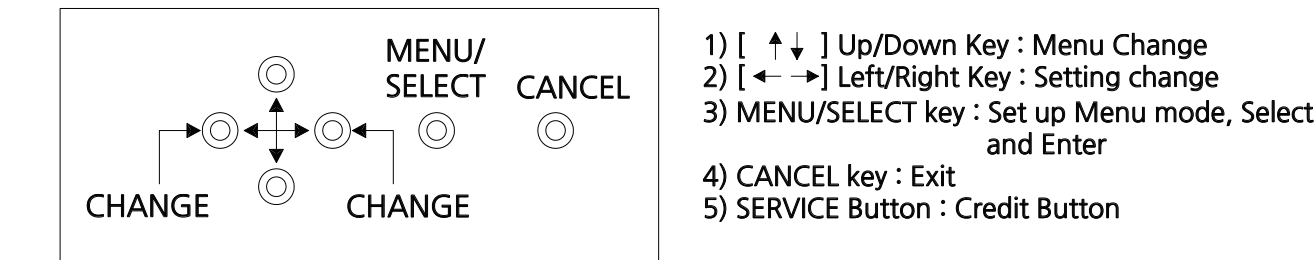 MENU/
SELECT
CANCEL
CHANGE
CHANGE
1) [ ↑↓ ] Up/Down Key : Menu Change
2) [← →] Left/Right Key : Setting change
3) MENU/SELECT key : Set up Menu mode, Select
and Enter
4) CANCEL key : Exit
5) SERVICE Button : Credit Button